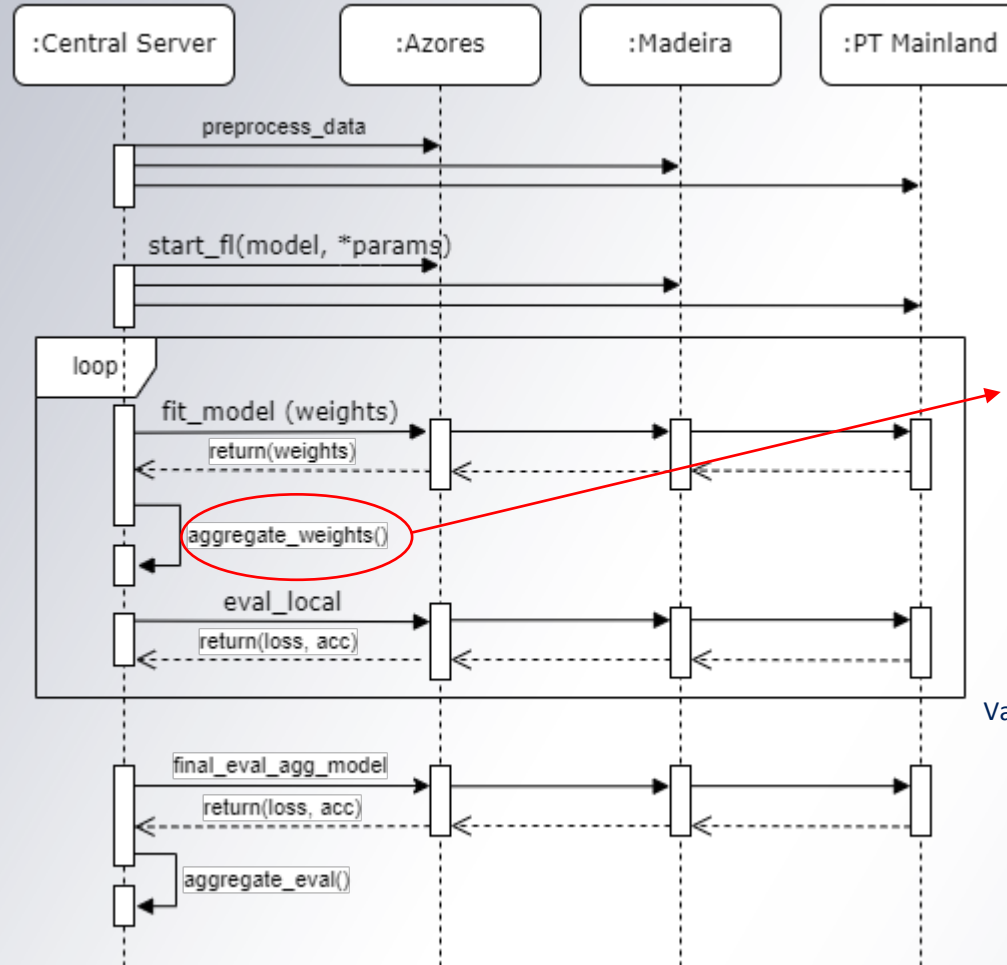 :Central Server
:Azores
:Madeira
:PT Mainland
preprocess_data
start_fl(model, *params)
loop
fit_model (weights)
return(weights)
aggregate_weights()
eval_local
return(loss, acc)
Va
final_eval_agg_model
return(loss, acc)
aggregate_eval()